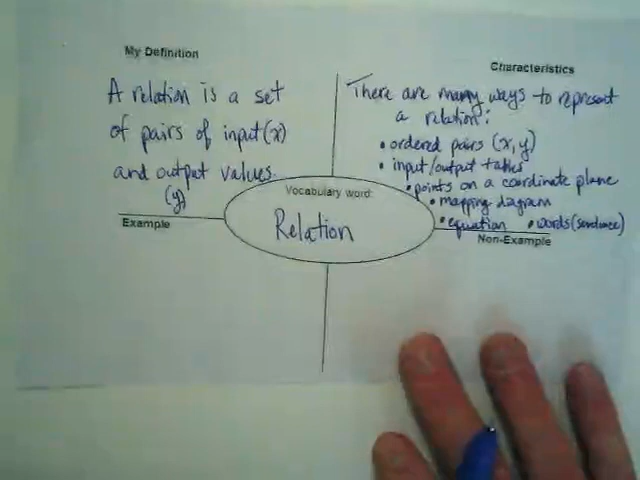 My Definition
A relation is a set
of pairs of input (x)
and output values.
(y)
Characteristics
There are many ways to represent
a relation:
• ordered pairs (x, y)
• input/output tables
• points on a coordinate plane
• mapping diagram
• equation • words (sentence)
Vocabulary word:
Relation
Example
Non-Example